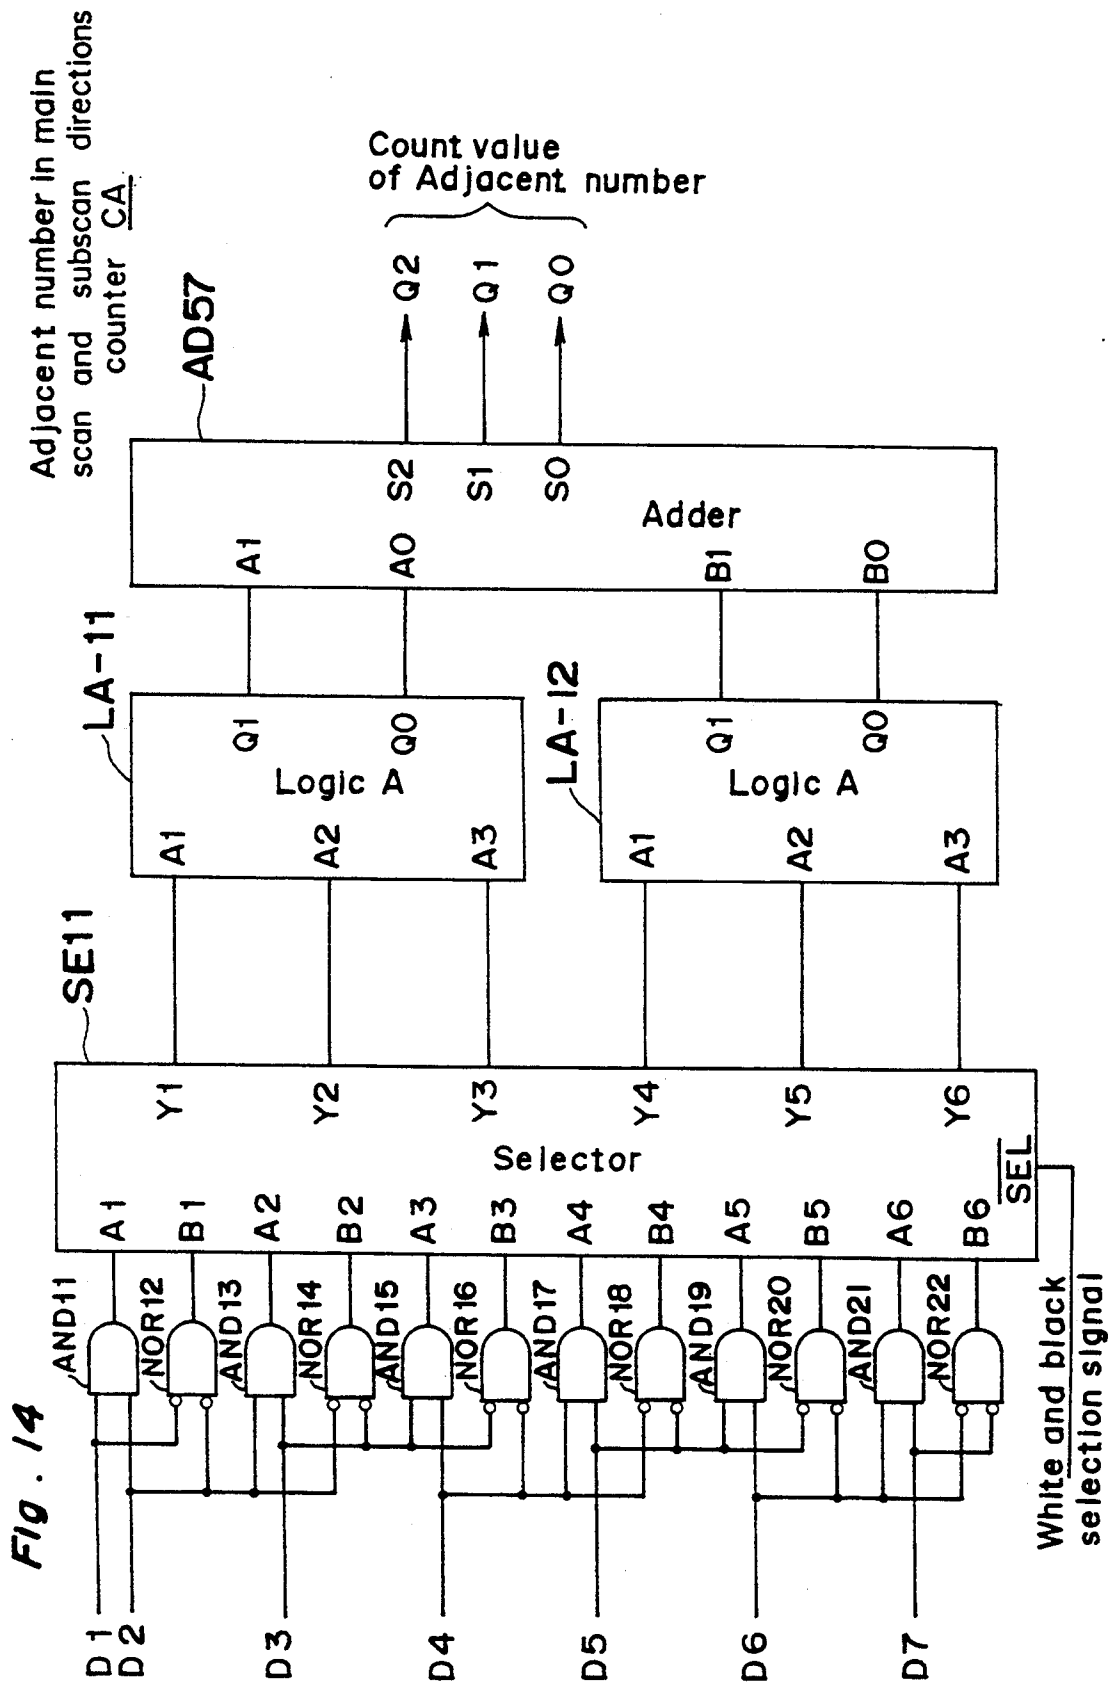 Fig. 14
Adjacent number in main
scan and subscan directions
counter CA
D1
D2
D3
D4
D5
D6
D7
AND11
NOR12
AND13
NOR14
AND15
NOR16
AND17
NOR18
AND19
NOR20
AND21
NOR22
SE11
A1
B1
A2
B2
A3
B3
A4
B4
A5
B5
A6
B6
Selector
SEL
Y1
Y2
Y3
Y4
Y5
Y6
White and black
selection signal
LA-11
A1
A2
A3
Logic A
Q1
Q0
LA-12
A1
A2
A3
Logic A
Q1
Q0
AD57
A1
A0
B1
B0
Adder
S2
S1
S0
Q2
Q1
Q0
Count value
of Adjacent number